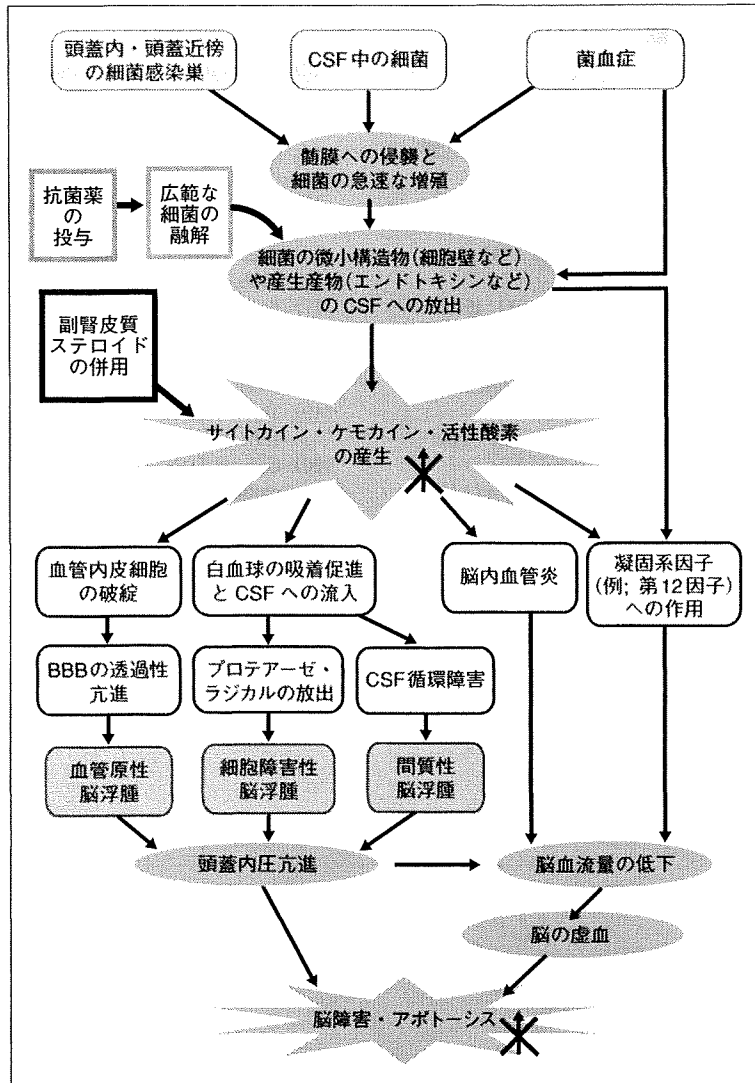 頭蓋内・頭蓋近傍
の細菌感染巣
CSF中の細菌
菌血症
髄膜への侵襲と
細菌の急速な増殖
抗菌薬
の
投与
広範な
細菌の
融解
細菌の微小構造物(細胞壁など)
や産生産物(エンドトキシンなど)
のCSFへの放出
副腎皮質
ステロイド
の併用
サイトカイン・ケモカイン・活性酸素
の産生
血管内皮細胞
の破綻
白血球の吸着促進
とCSFへの流入
脳内血管炎
凝固系因子
(例; 第12因子)
への作用
BBBの透過性
亢進
プロテアーゼ・
ラジカルの放出
CSF循環障害
血管原性
脳浮腫
細胞障害性
脳浮腫
間質性
脳浮腫
頭蓋内圧亢進
脳血流量の低下
脳の虚血
脳障害・アポトーシス